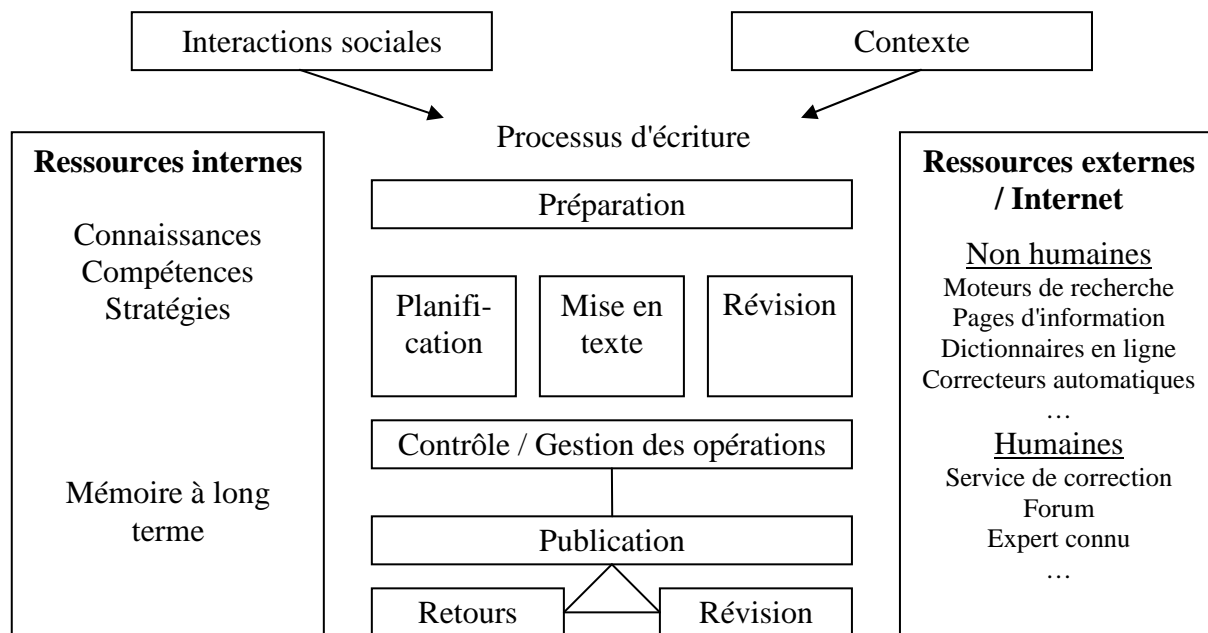 Interactions sociales
Contexte
Processus d'écriture
Ressources internes
Connaissances
Compétences
Stratégies
Mémoire à long
terme
Préparation
Planifi-
cation
Mise en
texte
Révision
Contrôle / Gestion des opérations
Publication
Retours
Révision
Ressources externes
/ Internet
Non humaines
Moteurs de recherche
Pages d'information
Dictionnaires en ligne
Correcteurs automatiques
…
Humaines
Service de correction
Forum
Expert connu
…